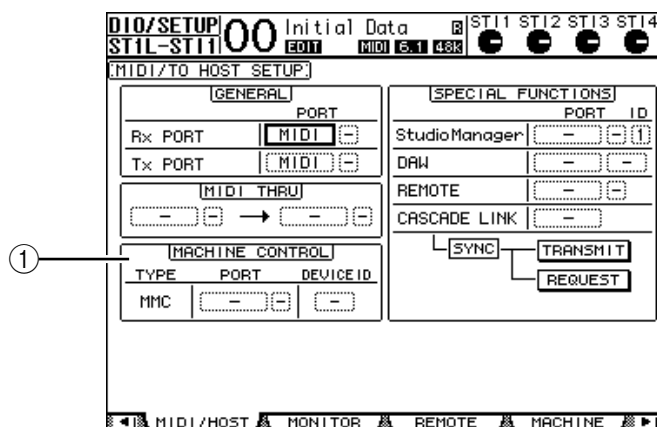 DIO/SETUP 00 Initial Data R ST11 ST12 ST13 ST14
ST1L-ST11 EDIT MIDI 6.1 48k
MIDI/TO HOST SETUP
GENERAL
PORT
Rx PORT MIDI -
Tx PORT MIDI -
MIDI THRU
- - → - -
① MACHINE CONTROL
TYPE PORT DEVICE ID
MMC - - -
SPECIAL FUNCTIONS
PORT ID
StudioManager - - 1
DAW - -
REMOTE - -
CASCADE LINK -
SYNC TRANSMIT
REQUEST
MIDI/HOST MONITOR REMOTE MACHINE